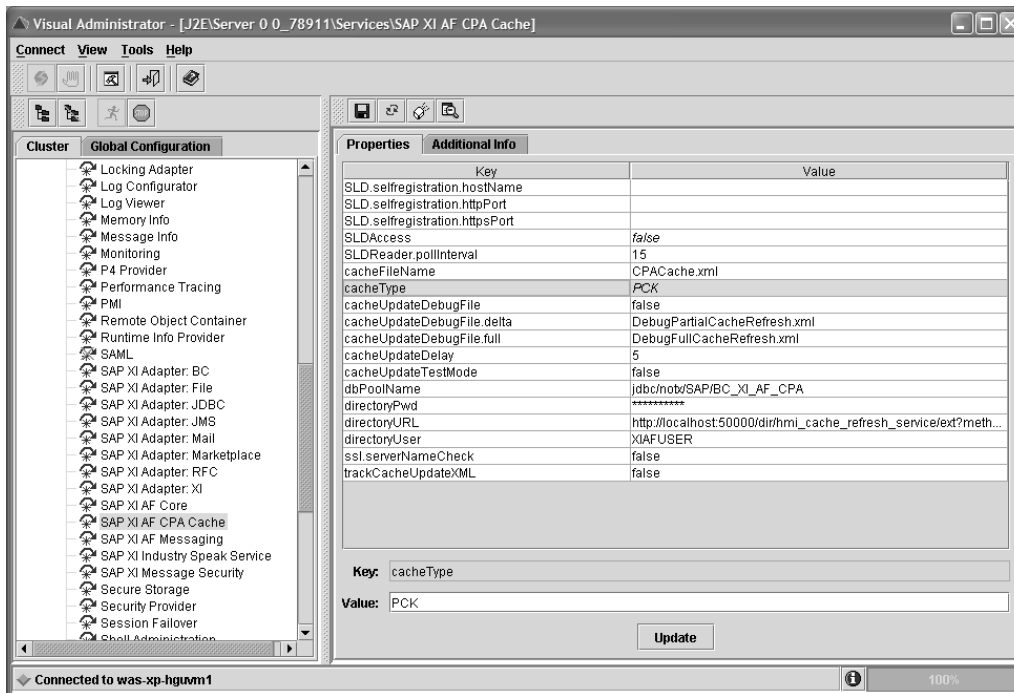 Visual Administrator - [J2E\Server 0 0_78911\Services\SAP XI AF CPA Cache]
Connect View Tools Help
Cluster Global Configuration
Locking Adapter
Log Configurator
Log Viewer
Memory Info
Message Info
Monitoring
P4 Provider
Performance Tracing
PMI
Remote Object Container
Runtime Info Provider
SAML
SAP XI Adapter: BC
SAP XI Adapter: File
SAP XI Adapter: JDBC
SAP XI Adapter: JMS
SAP XI Adapter: Mail
SAP XI Adapter: Marketplace
SAP XI Adapter: RFC
SAP XI Adapter: XI
SAP XI AF Core
SAP XI AF CPA Cache
SAP XI AF Messaging
SAP XI Industry Speak Service
SAP XI Message Security
Secure Storage
Security Provider
Session Failover
Shell Administration
Properties Additional Info
Key Value
SLD.selfregistration.hostName
SLD.selfregistration.httpPort
SLD.selfregistration.httpsPort
SLDAccess false
SLDReader.pollInterval 15
cacheFileName CPACache.xml
cacheType PCK
cacheUpdateDebugFile false
cacheUpdateDebugFile.delta DebugPartialCacheRefresh.xml
cacheUpdateDebugFile.full DebugFullCacheRefresh.xml
cacheUpdateDelay 5
cacheUpdateTestMode false
dbPoolName jdbc/notx/SAP/BC_XI_AF_CPA
directoryPwd **********
directoryURL http://localhost:50000/dir/hmi_cache_refresh_service/ext?meth...
directoryUser XIAFUSER
ssl.serverNameCheck false
trackCacheUpdateXML false
Key: cacheType
Value: PCK
Update
Connected to was-xp-hguvm1 100%